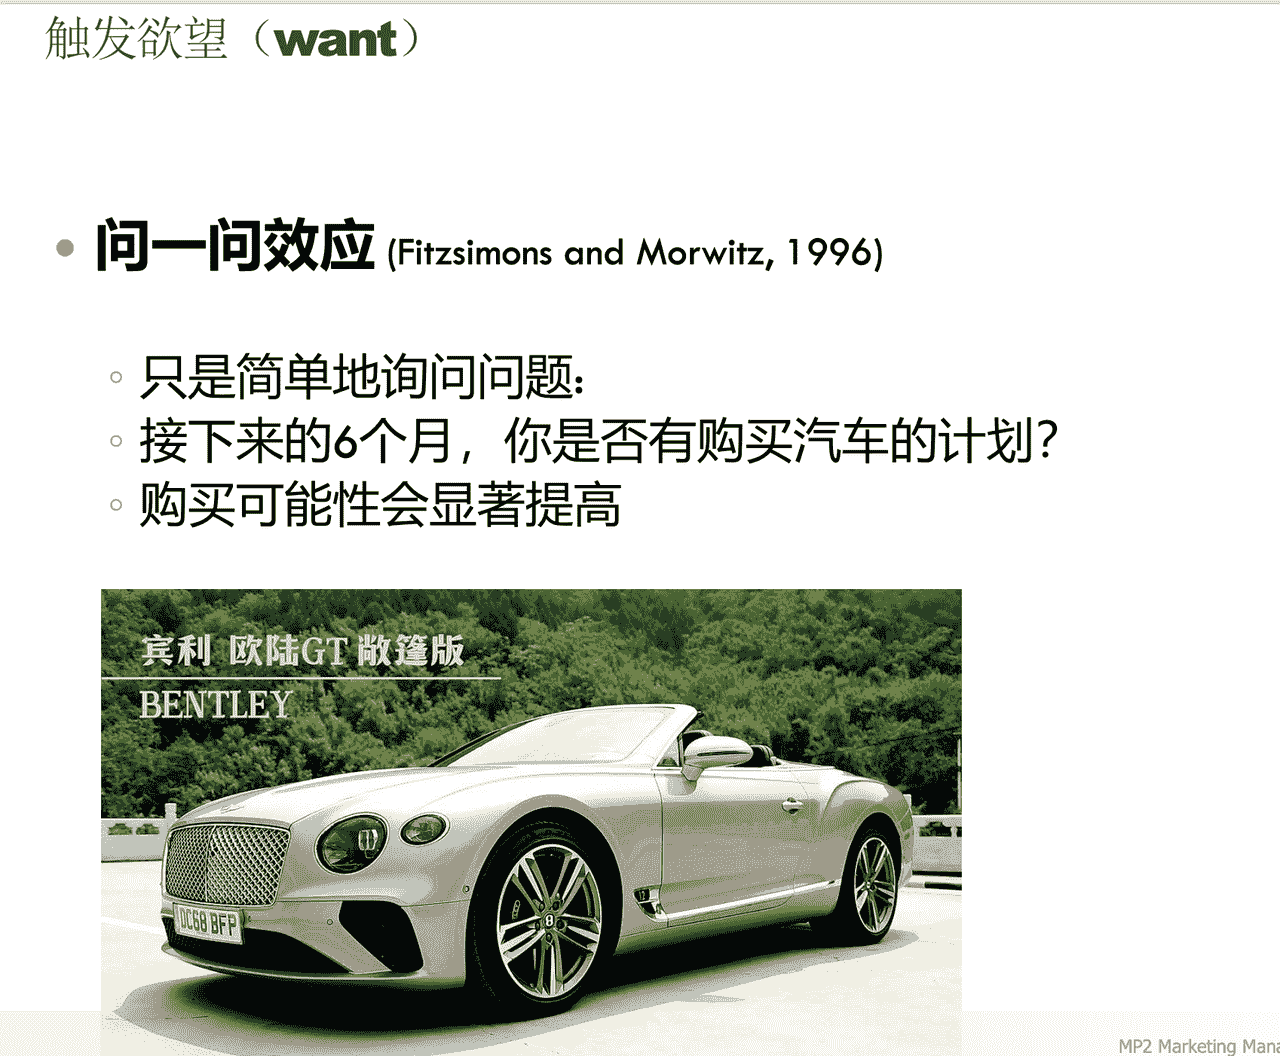 触发欲望（want）
问一问效应 (Fitzsimons and Morwitz, 1996)
只是简单地询问问题:
接下来的6个月，你是否有购买汽车的计划?
购买可能性会显著提高
宾利 欧陆GT 敞篷版
BENTLEY
DC68 BFP
MP2 Marketing Mana